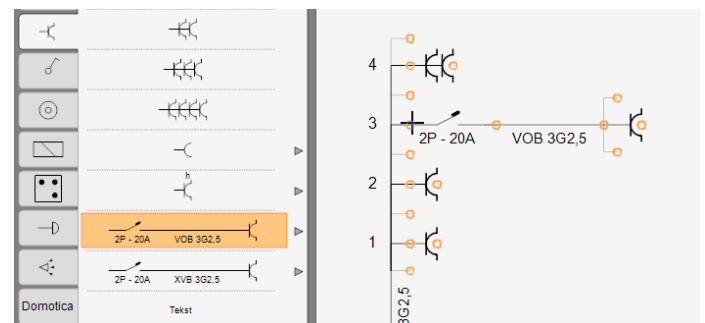 h
2P - 20A VOB 3G2,5
2P - 20A XVB 3G2,5
Domotica
Tekst
4
3
2P - 20A VOB 3G2,5
2
1
3G2,5